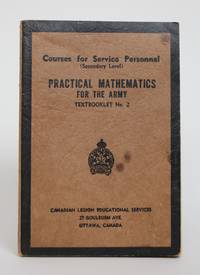 Courses for Service Personnel
(Secondary Level)
PRACTICAL MATHEMATICS
FOR THE ARMY
TEXTBOOKLET No. 2
CANADIAN LEGION EDUCATIONAL SERVICES
27 GOULBURN AVE.
OTTAWA, CANADA